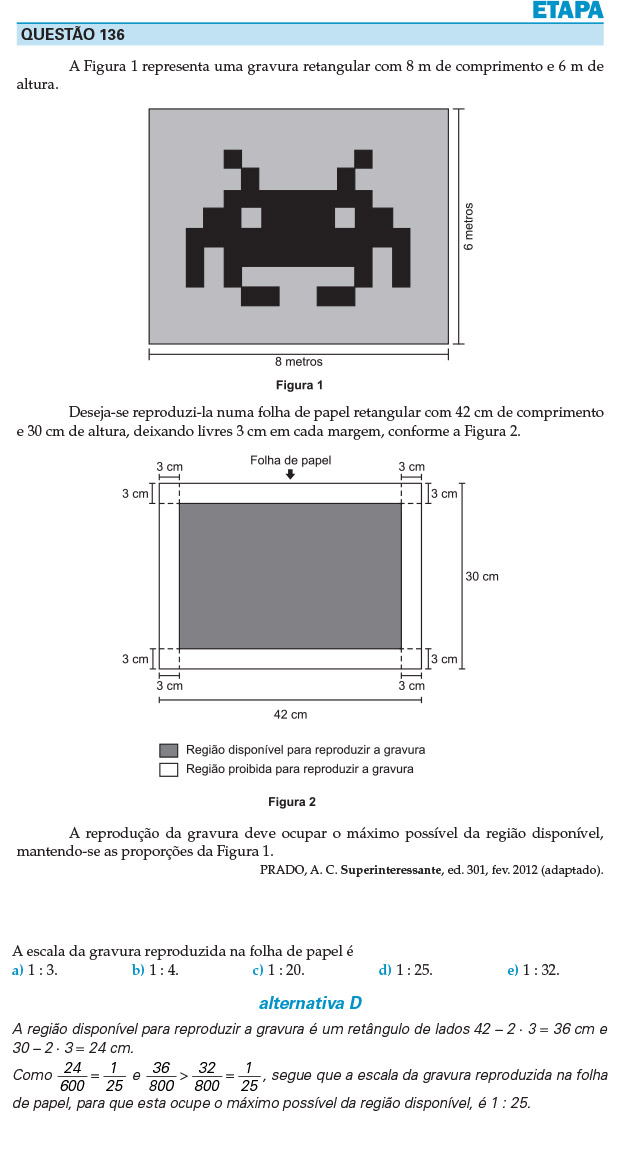 ETAPA
QUESTÃO 136
A Figura 1 representa uma gravura retangular com 8 m de comprimento e 6 m de
altura.
6 metros
8 metros
Figura 1
Deseja-se reproduzi-la numa folha de papel retangular com 42 cm de comprimento
e 30 cm de altura, deixando livres 3 cm em cada margem, conforme a Figura 2.
Folha de papel
3 cm
3 cm
3 cm
3 cm
30 cm
3 cm
3 cm
3 cm
3 cm
42 cm
Região disponível para reproduzir a gravura
Região proibida para reproduzir a gravura
Figura 2
A reprodução da gravura deve ocupar o máximo possível da região disponível,
mantendo-se as proporções da Figura 1.
PRADO, A. C. Superinteressante, ed. 301, fev. 2012 (adaptado).
A escala da gravura reproduzida na folha de papel é
a) 1 : 3. b) 1 : 4. c) 1 : 20. d) 1 : 25. e) 1 : 32.
alternativa D
A região disponível para reproduzir a gravura é um retângulo de lados 42 – 2 · 3 = 36 cm e
30 – 2 · 3 = 24 cm.
Como 24/600 = 1/25 e 36/800 > 32/800 = 1/25, segue que a escala da gravura reproduzida na folha
de papel, para que esta ocupe o máximo possível da região disponível, é 1 : 25.